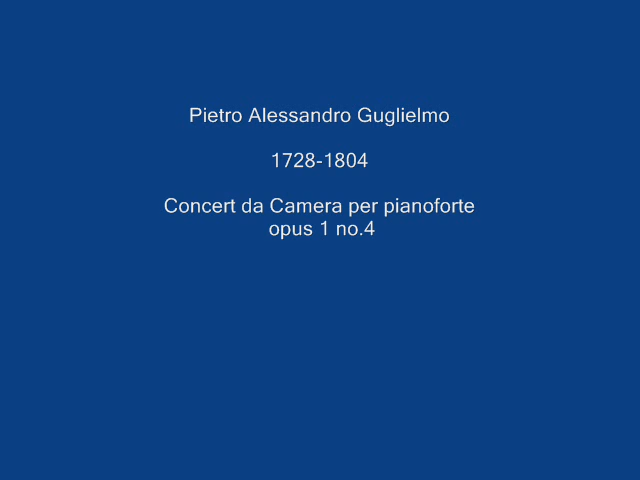 Pietro Alessandro Guglielmo
1728-1804
Concert da Camera per pianoforte
opus 1 no.4